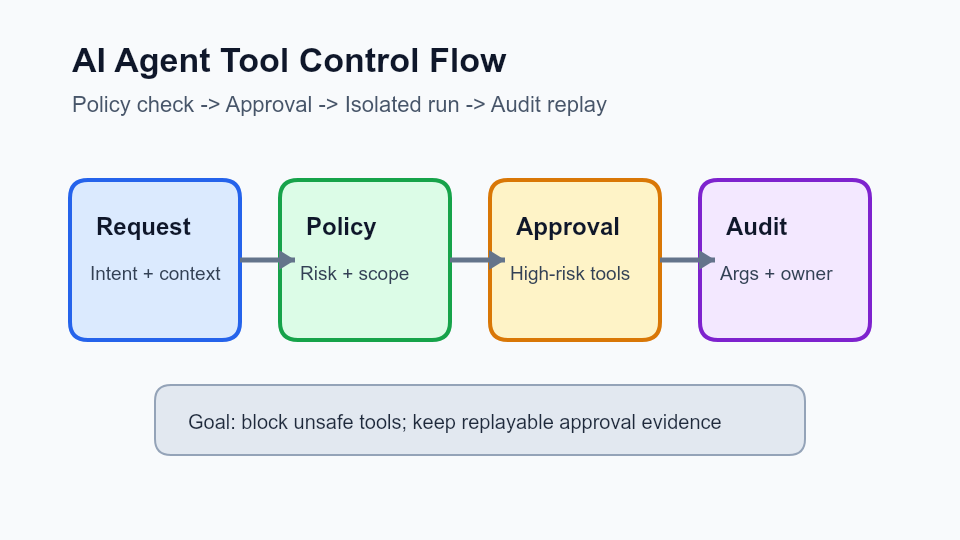 AI Agent Tool Control Flow
Policy check -> Approval -> Isolated run -> Audit replay
Request
Intent + context
Policy
Risk + scope
Approval
High-risk tools
Audit
Args + owner
Goal: block unsafe tools; keep replayable approval evidence